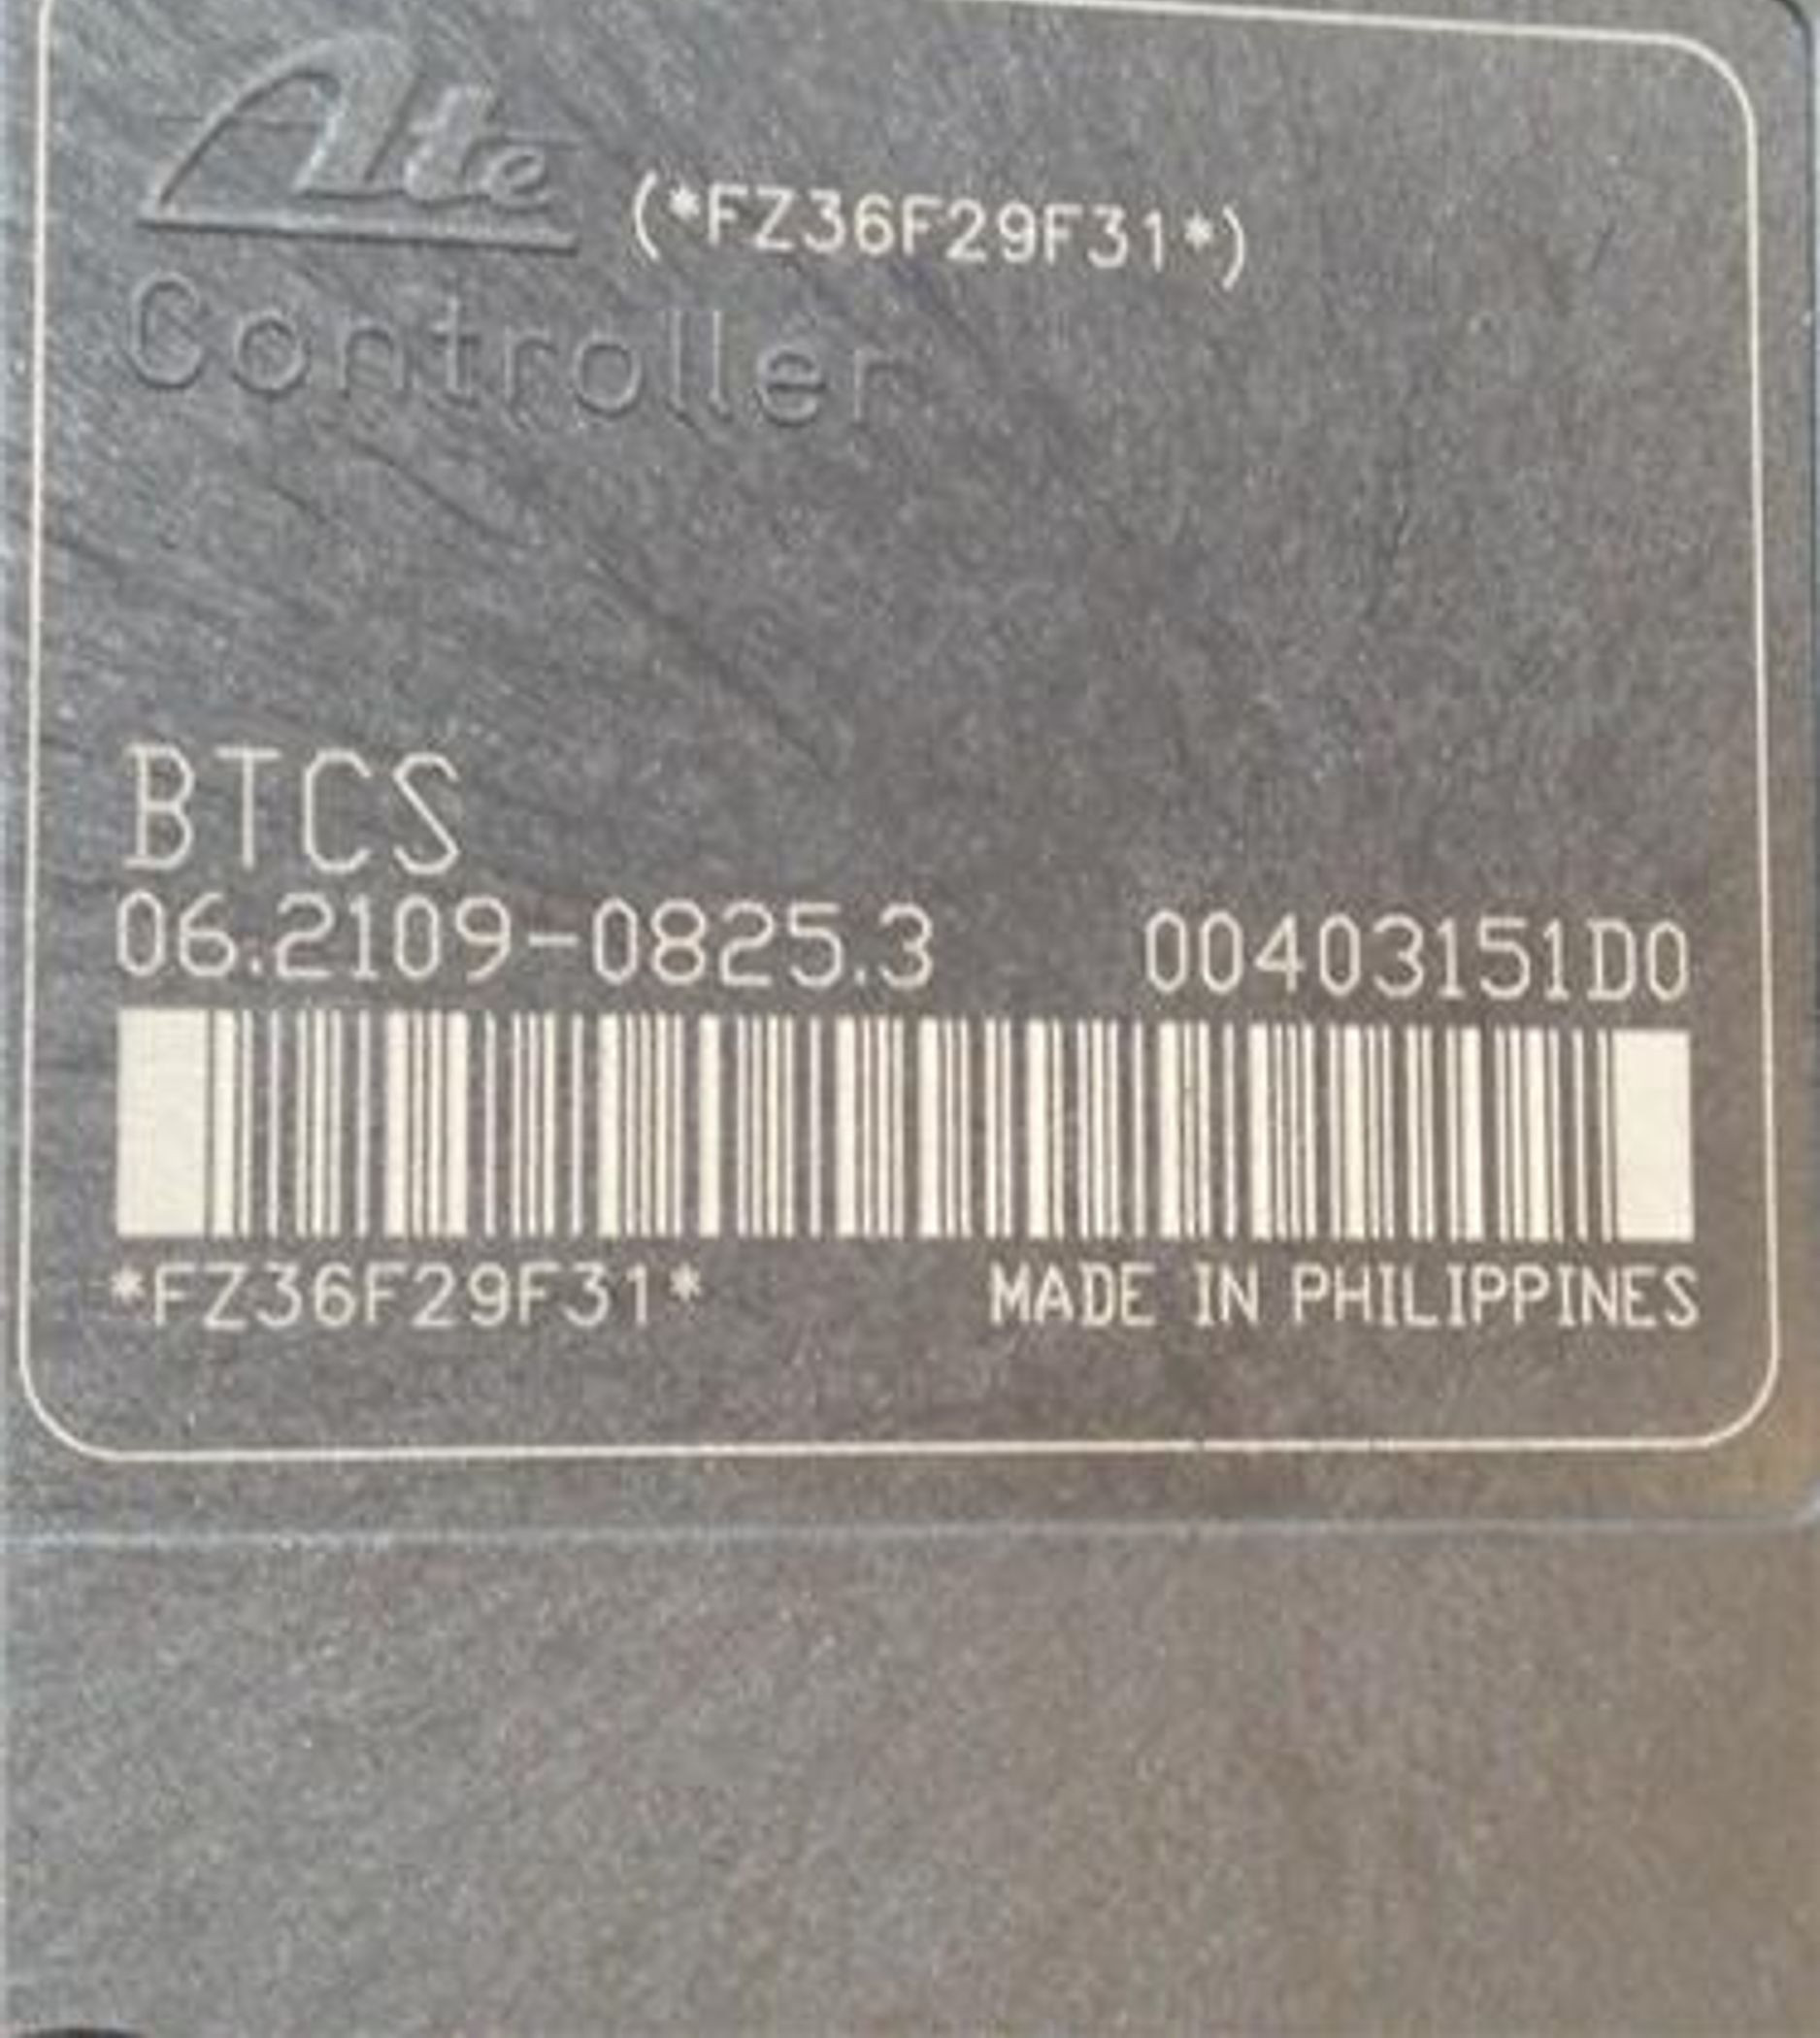 Ate
(*FZ36F29F31*)
Controller
BTCS
06.2109-0825.3 00403151D0
*FZ36F29F31* MADE IN PHILIPPINES